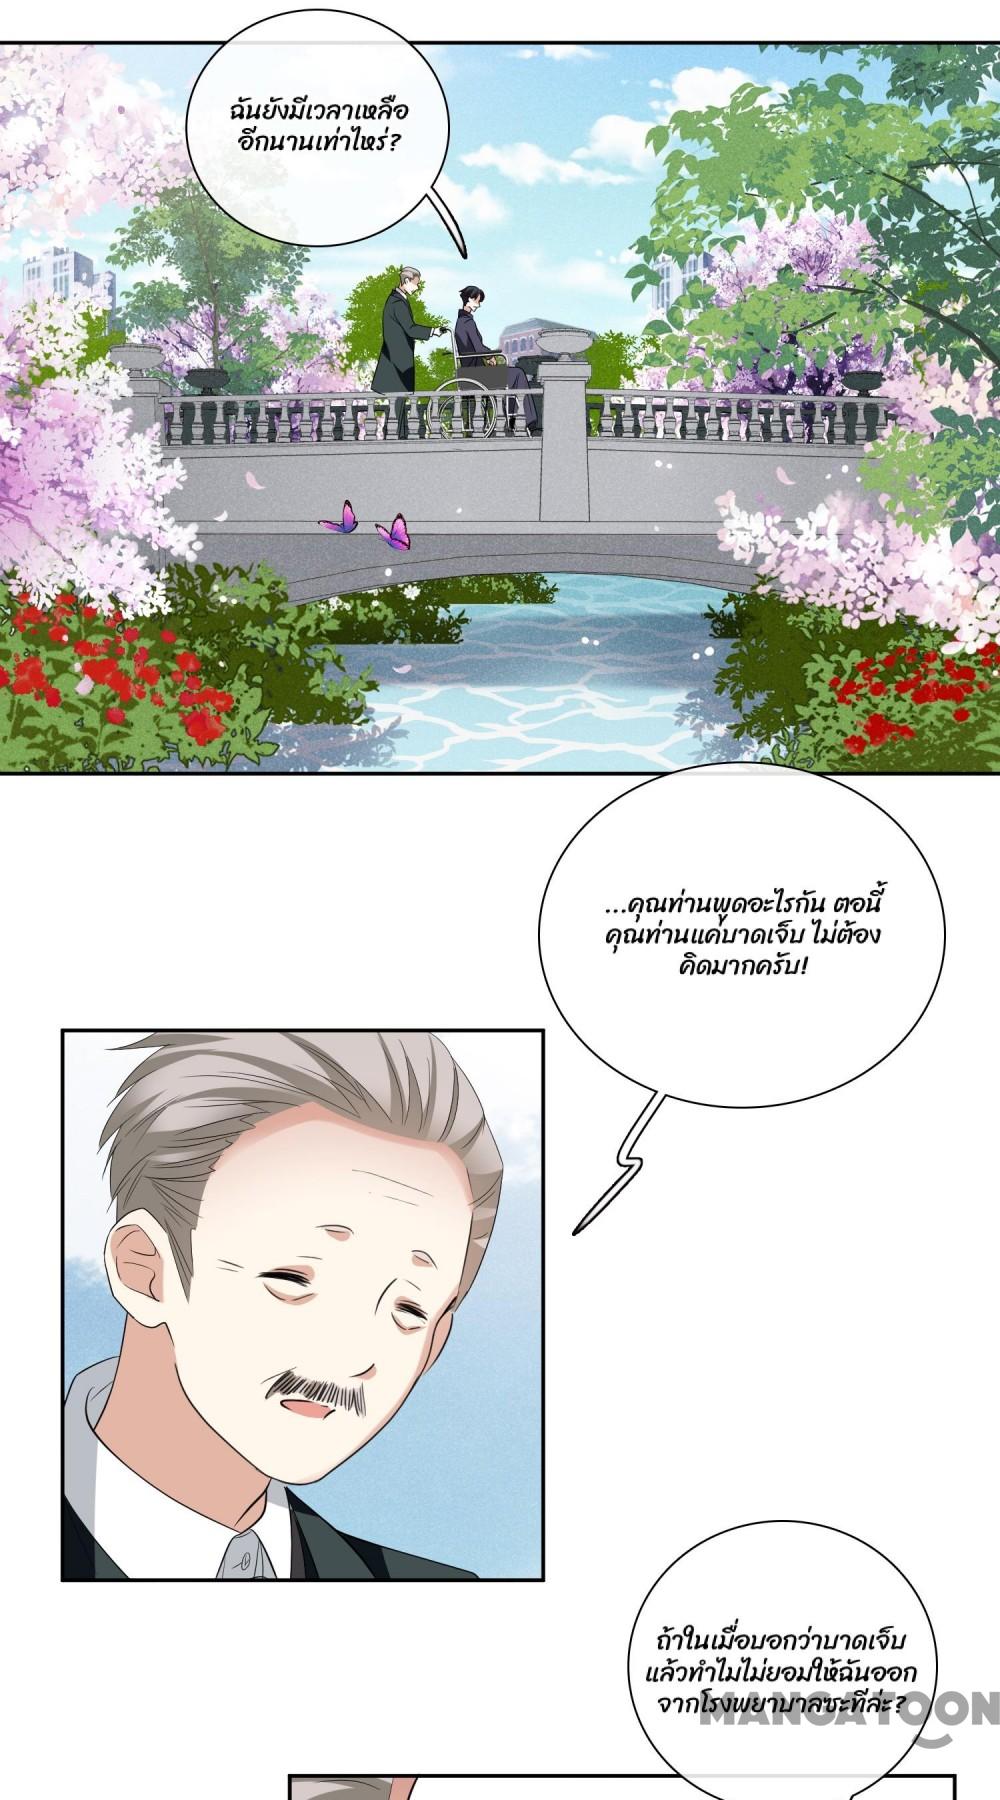 ฉันยังมีเวลาเหลือ
อีกนานเท่าไหร่?
...คุณท่านพูดอะไรกัน ตอนนี้
คุณท่านแค่บาดเจ็บ ไม่ต้อง
คิดมากครับ!
ถ้าในเมื่อบอกว่าบาดเจ็บ
แล้วทำไมไม่ยอมให้ฉันออก
จากโรงพยาบาลซะทีล่ะ?
MANGATOON